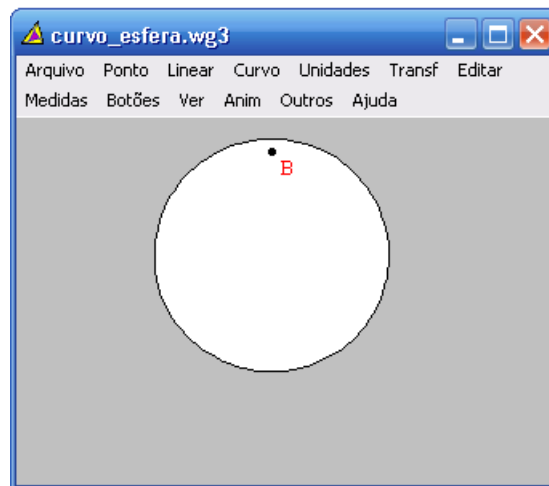 curvo_esfera.wg3
Arquivo Ponto Linear Curvo Unidades Transf Editar
Medidas Botões Ver Anim Outros Ajuda
B